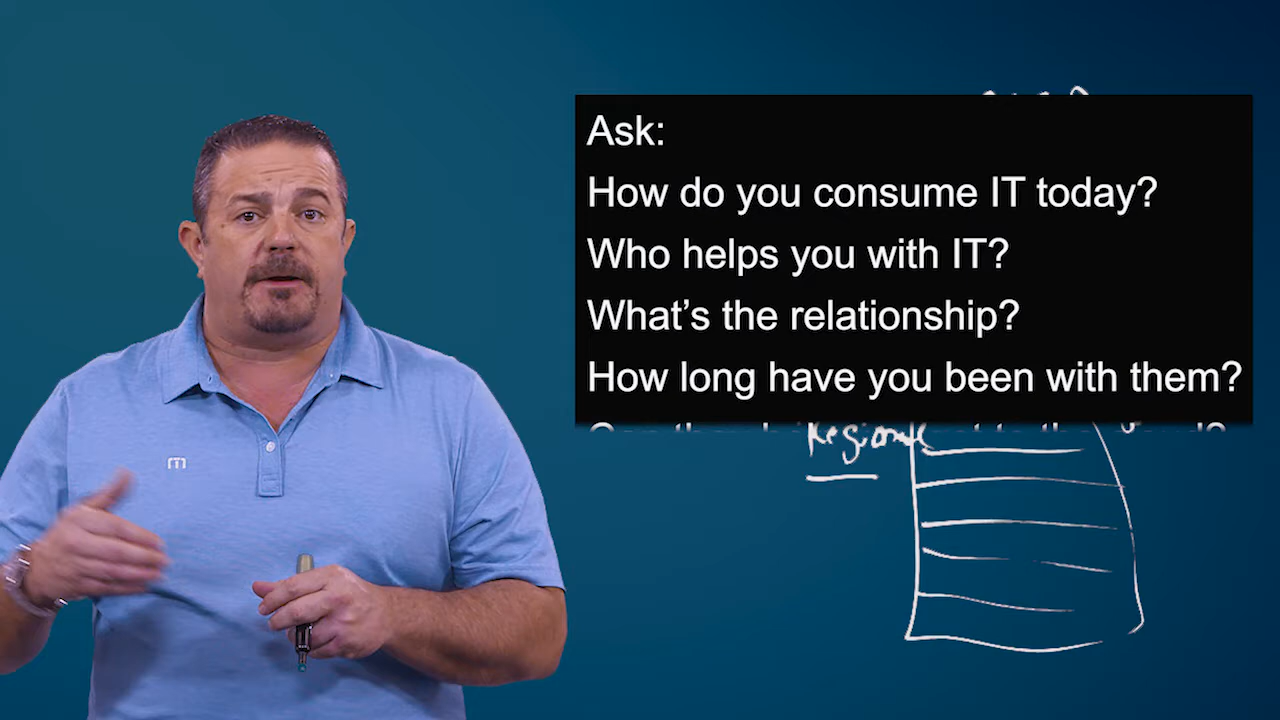 Ask:
How do you consume IT today?
Who helps you with IT?
What's the relationship?
How long have you been with them?
Regional